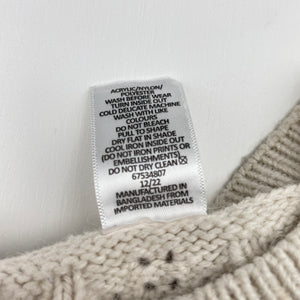 ACRYLIC/NYLON/
POLYESTER
WASH BEFORE WEAR
TURN INSIDE OUT
COLD DELICATE MACHINE
WASH WITH LIKE
COLOURS
DO NOT BLEACH
PULL TO SHAPE
DRY FLAT IN SHADE
COOL IRON INSIDE OUT
(DO NOT IRON PRINTS OR
EMBELLISHMENTS)
DO NOT DRY CLEAN
67534807
12/22
MANUFACTURED IN
BANGLADESH FROM
IMPORTED MATERIALS